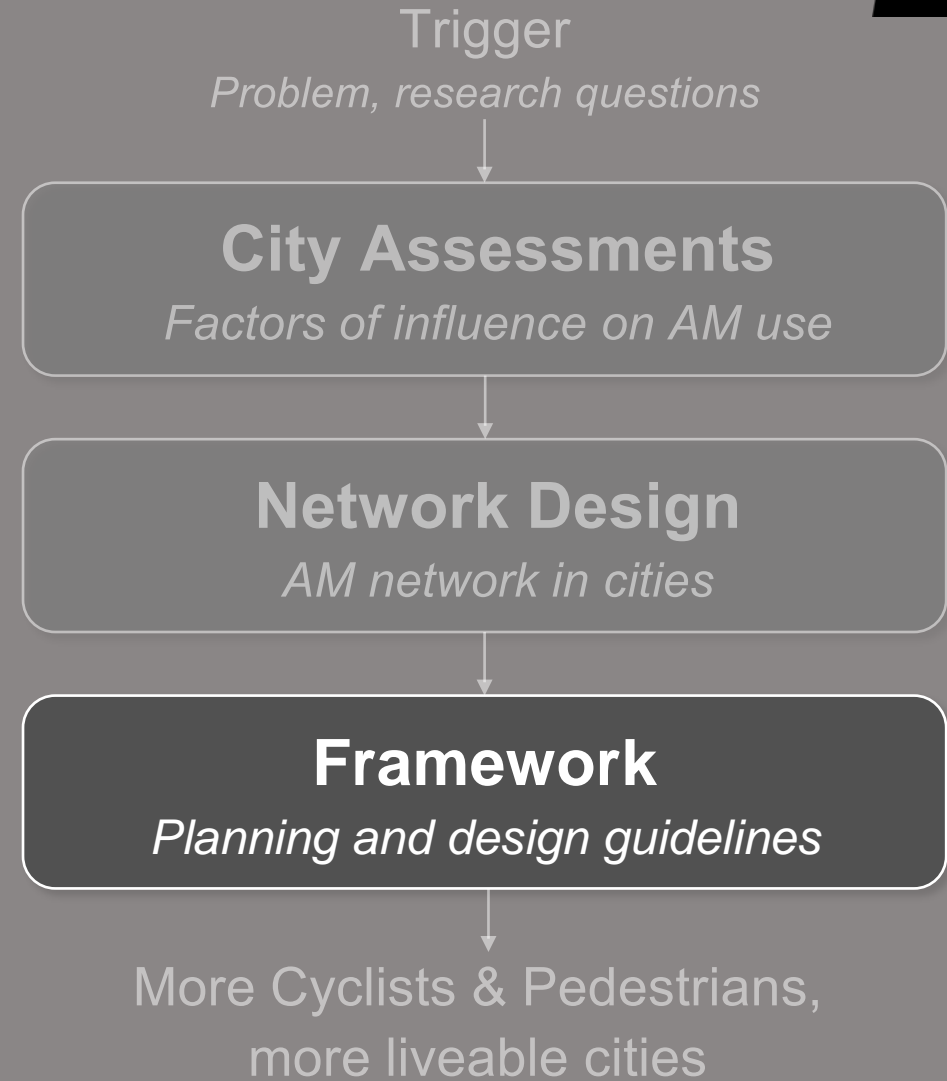 Trigger
Problem, research questions
City Assessments
Factors of influence on AM use
Network Design
AM network in cities
Framework
Planning and design guidelines
More Cyclists & Pedestrians,
more liveable cities